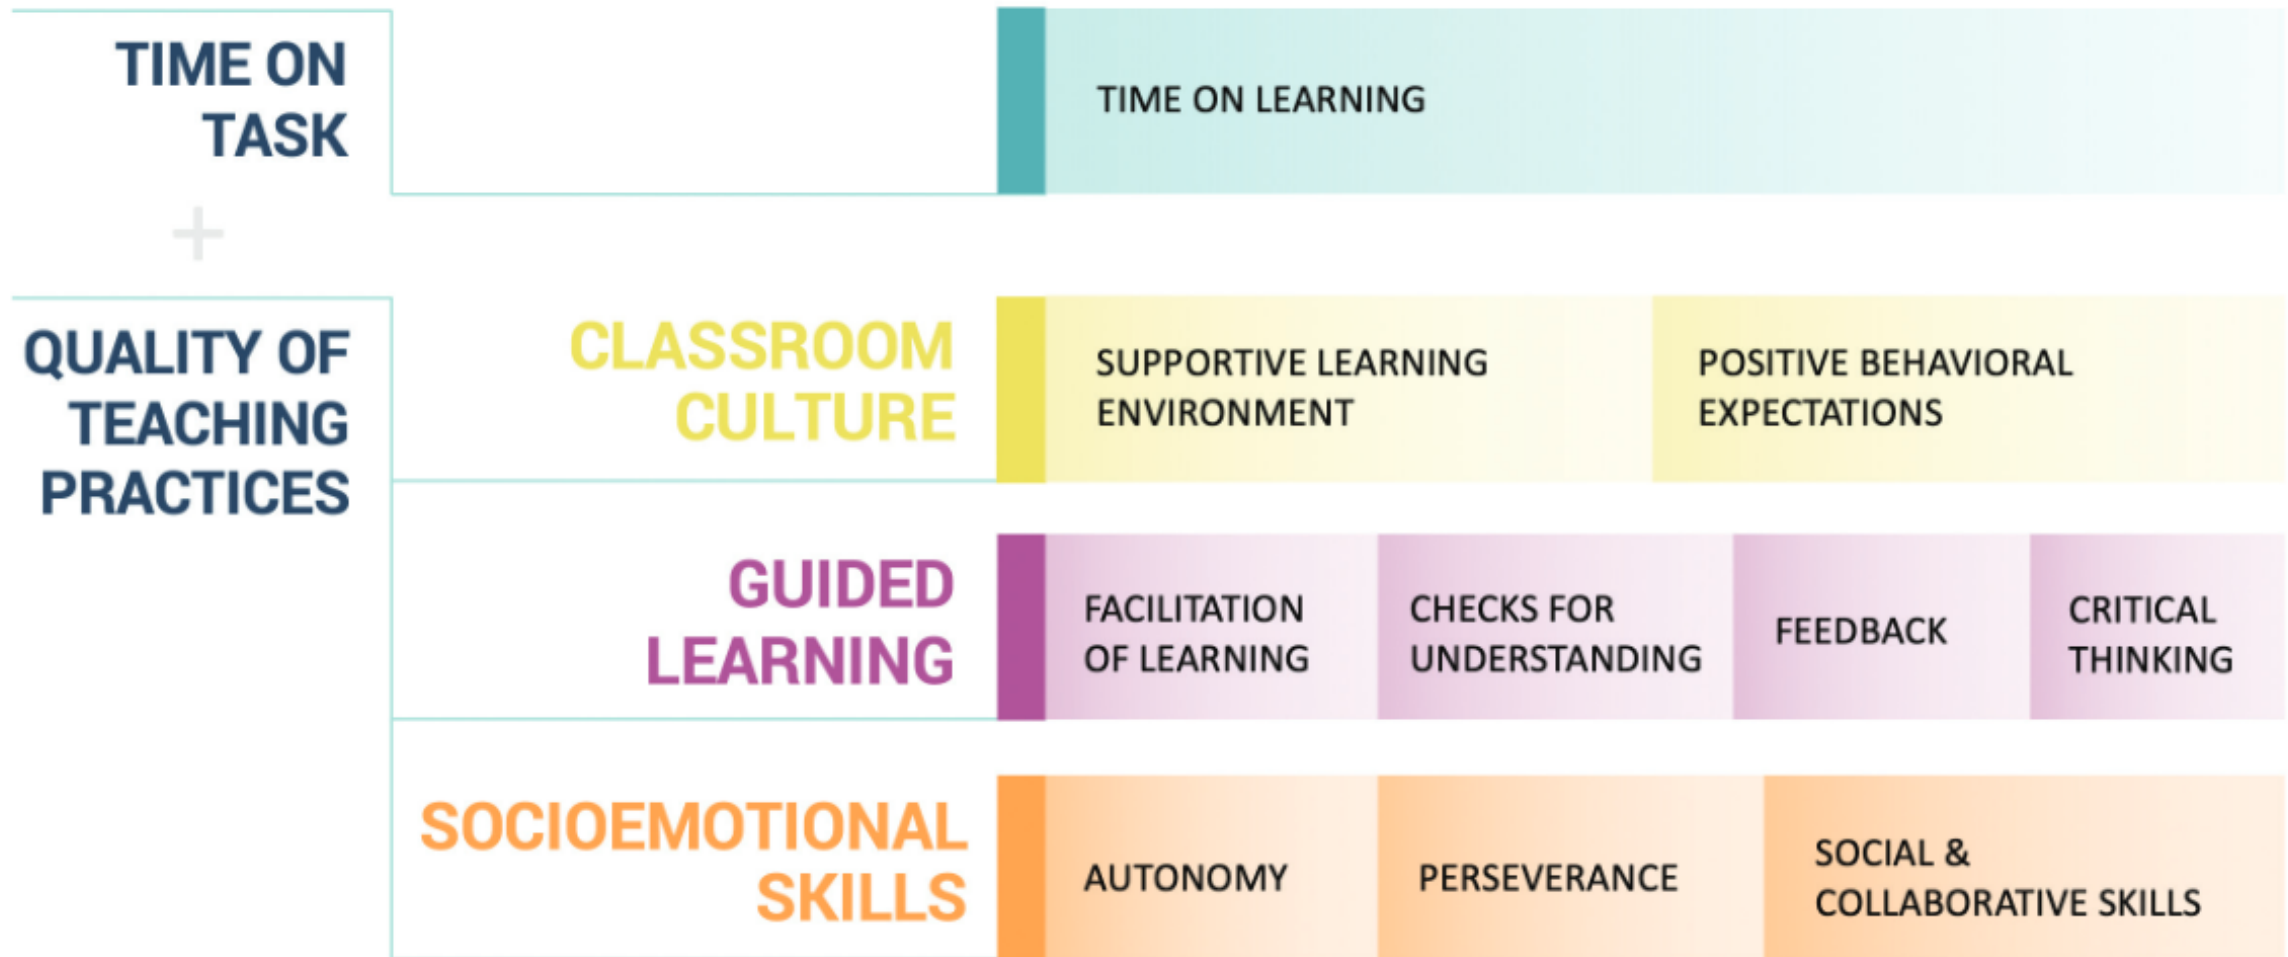 TIME ON
TASK
TIME ON LEARNING
+
QUALITY OF
TEACHING
PRACTICES
CLASSROOM
CULTURE
SUPPORTIVE LEARNING
ENVIRONMENT
POSITIVE BEHAVIORAL
EXPECTATIONS
GUIDED
LEARNING
FACILITATION
OF LEARNING
CHECKS FOR
UNDERSTANDING
FEEDBACK
CRITICAL
THINKING
SOCIOEMOTIONAL
SKILLS
AUTONOMY
PERSEVERANCE
SOCIAL &
COLLABORATIVE SKILLS